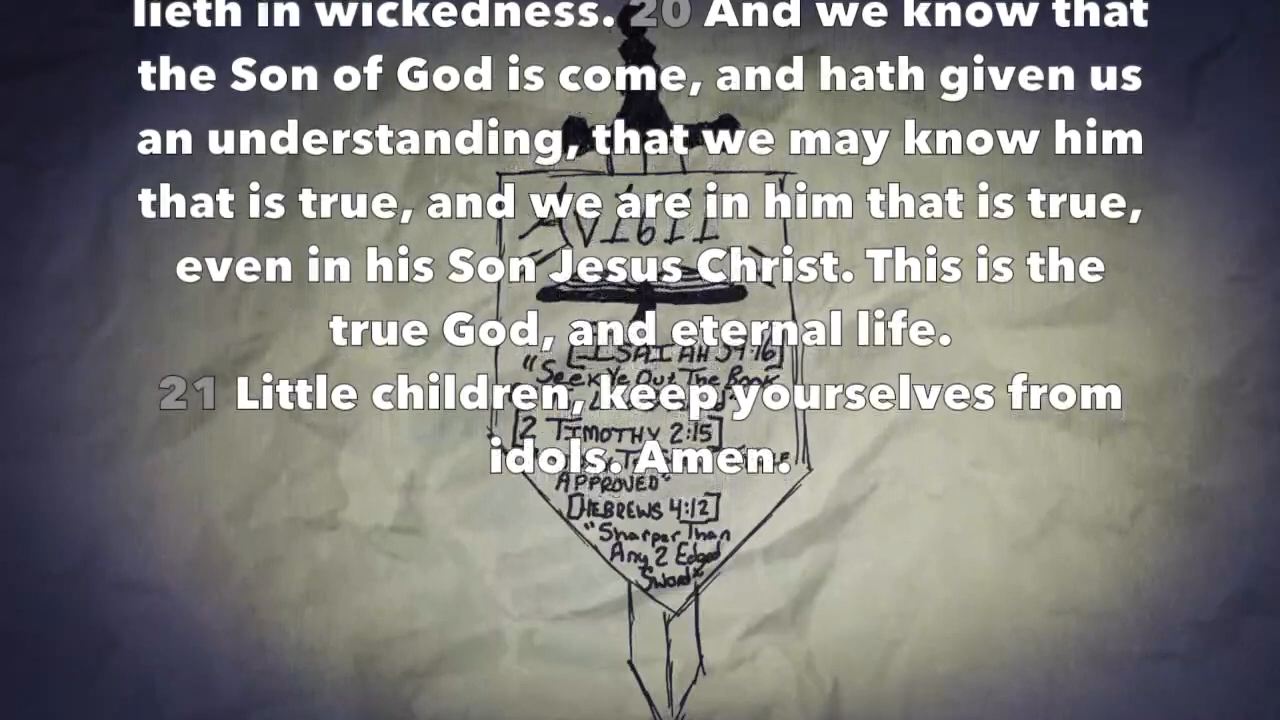 lieth in wickedness. 20 And we know that
the Son of God is come, and hath given us
an understanding, that we may know him
that is true, and we are in him that is true,
AV1611
even in his Son Jesus Christ. This is the
true God, and eternal life.
[ISAIAH 34:16]
"Seek Ye Out The Book
21 Little children, keep yourselves from
[2 TIMOTHY 2:15]
idols. Amen.
APPROVED"
[HEBREWS 4:12]
"Sharper Than
Any 2 Edged
Sword"